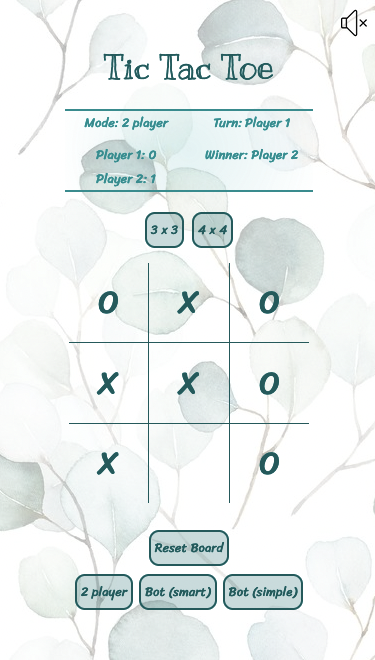 Tic Tac Toe
Mode: 2 player Turn: Player 1
Player 1: 0 Winner: Player 2
Player 2: 1
3 x 3 4 x 4
O X O
X X O
X O
Reset Board
2 player Bot (smart) Bot (simple)